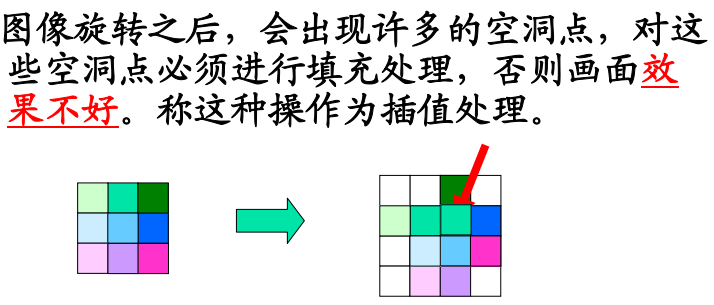 图像旋转之后，会出现许多的空洞点，对这
些空洞点必须进行填充处理，否则画面效
果不好。称这种操作为插值处理。